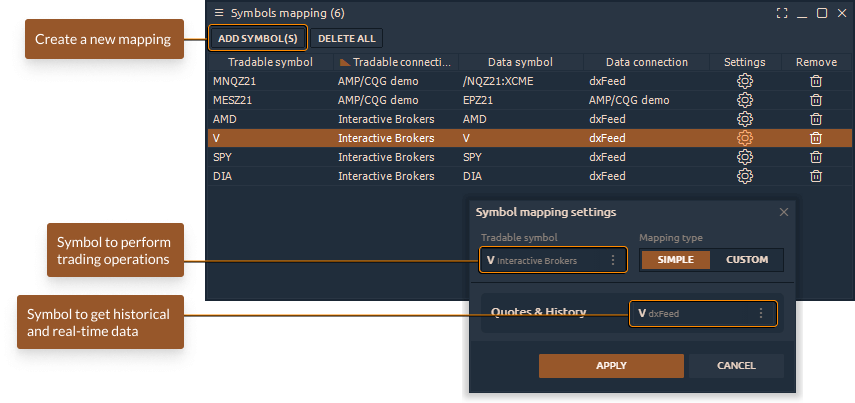 Symbols mapping (6)
Create a new mapping
ADD SYMBOL(S) DELETE ALL
Tradable symbol Tradable connecti... Data symbol Data connection Settings Remove
MNQZ21 AMP/CQG demo /NQZ21:XCME dxFeed
MESZ21 AMP/CQG demo EPZ21 AMP/CQG demo
AMD Interactive Brokers AMD dxFeed
V Interactive Brokers V dxFeed
SPY Interactive Brokers SPY dxFeed
DIA Interactive Brokers DIA dxFeed
Symbol mapping settings
Tradable symbol Mapping type
V Interactive Brokers SIMPLE CUSTOM
Symbol to perform
trading operations
Quotes & History V dxFeed
Symbol to get historical
and real-time data
APPLY CANCEL